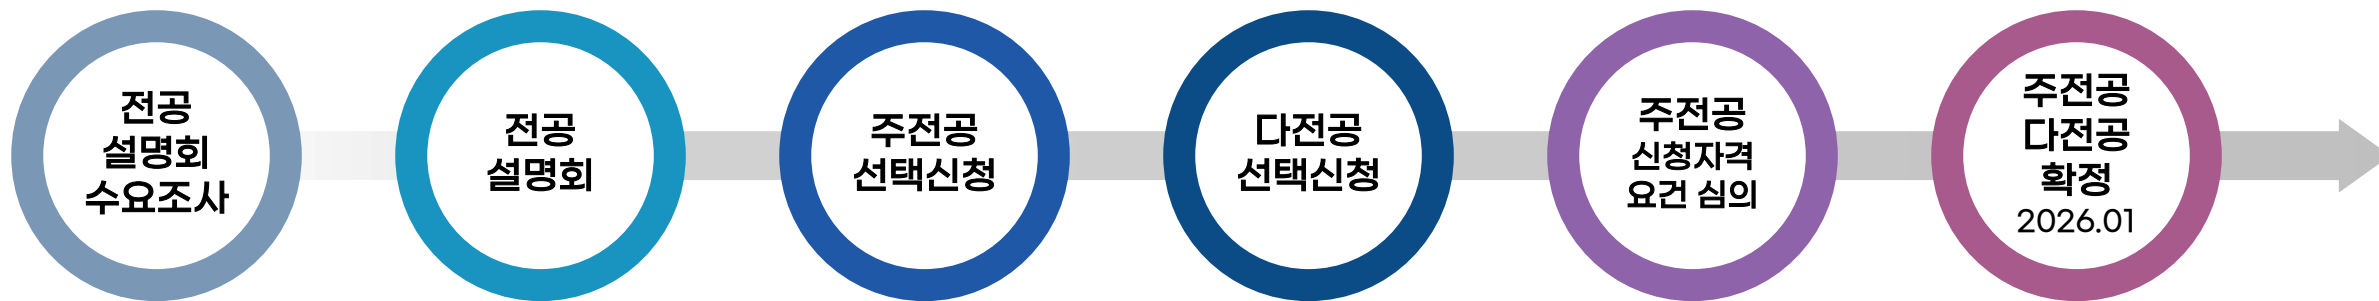 전공
설명회
수요조사
전공
설명회
주전공
선택신청
다전공
선택신청
주전공
신청자격
요건 심의
주전공
다전공
확정
2026.01